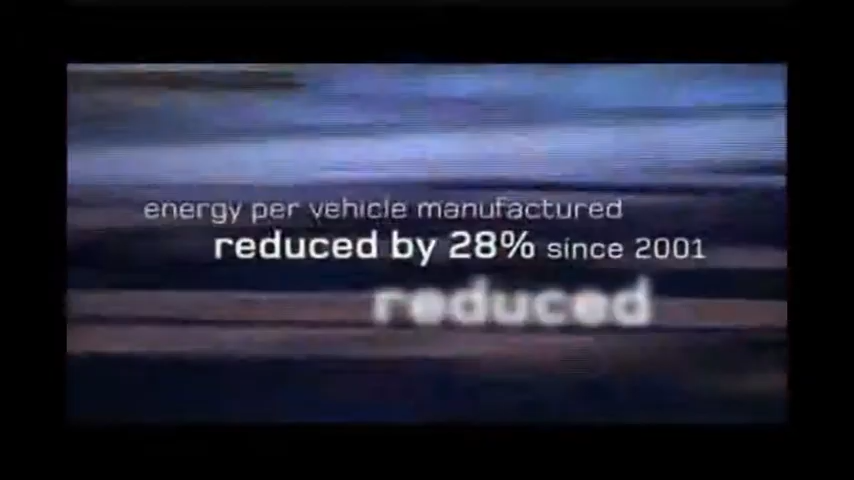 energy per vehicle manufactured
reduced by 28% since 2001
reduced